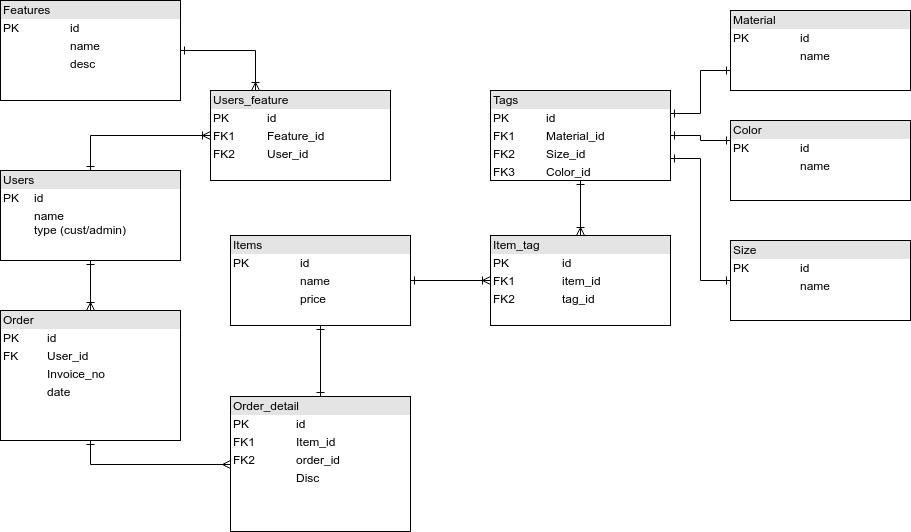 Features
PK id
name
desc
Users_feature
PK id
FK1 Feature_id
FK2 User_id
Users
PK id
name
type (cust/admin)
Order
PK id
FK User_id
Invoice_no
date
Items
PK id
name
price
Order_detail
PK id
FK1 Item_id
FK2 order_id
Disc
Tags
PK id
FK1 Material_id
FK2 Size_id
FK3 Color_id
Item_tag
PK id
FK1 item_id
FK2 tag_id
Material
PK id
name
Color
PK id
name
Size
PK id
name